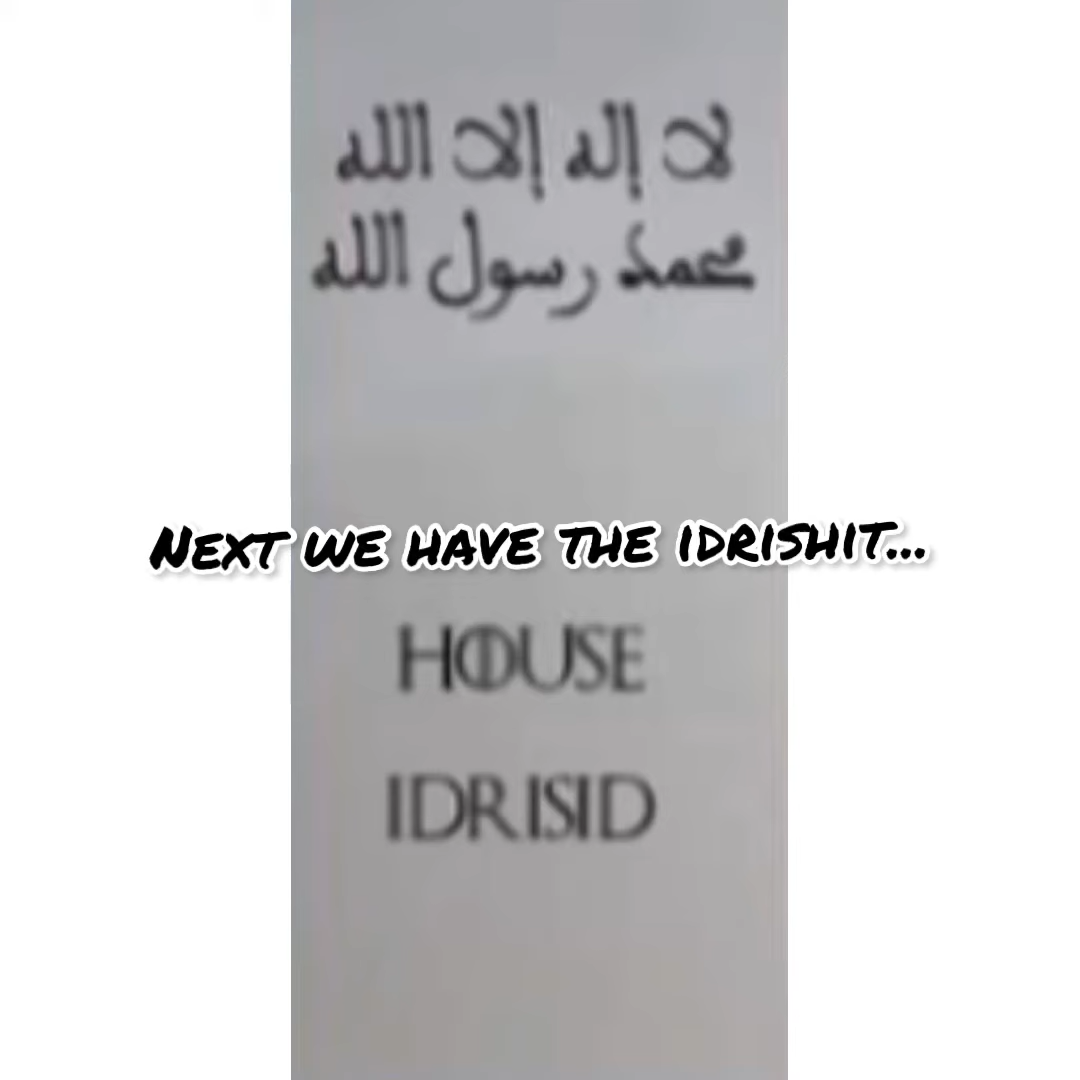 لا إله إلا الله
محمد رسول الله
Next we have the idrishit...
HOUSE
IDRISID